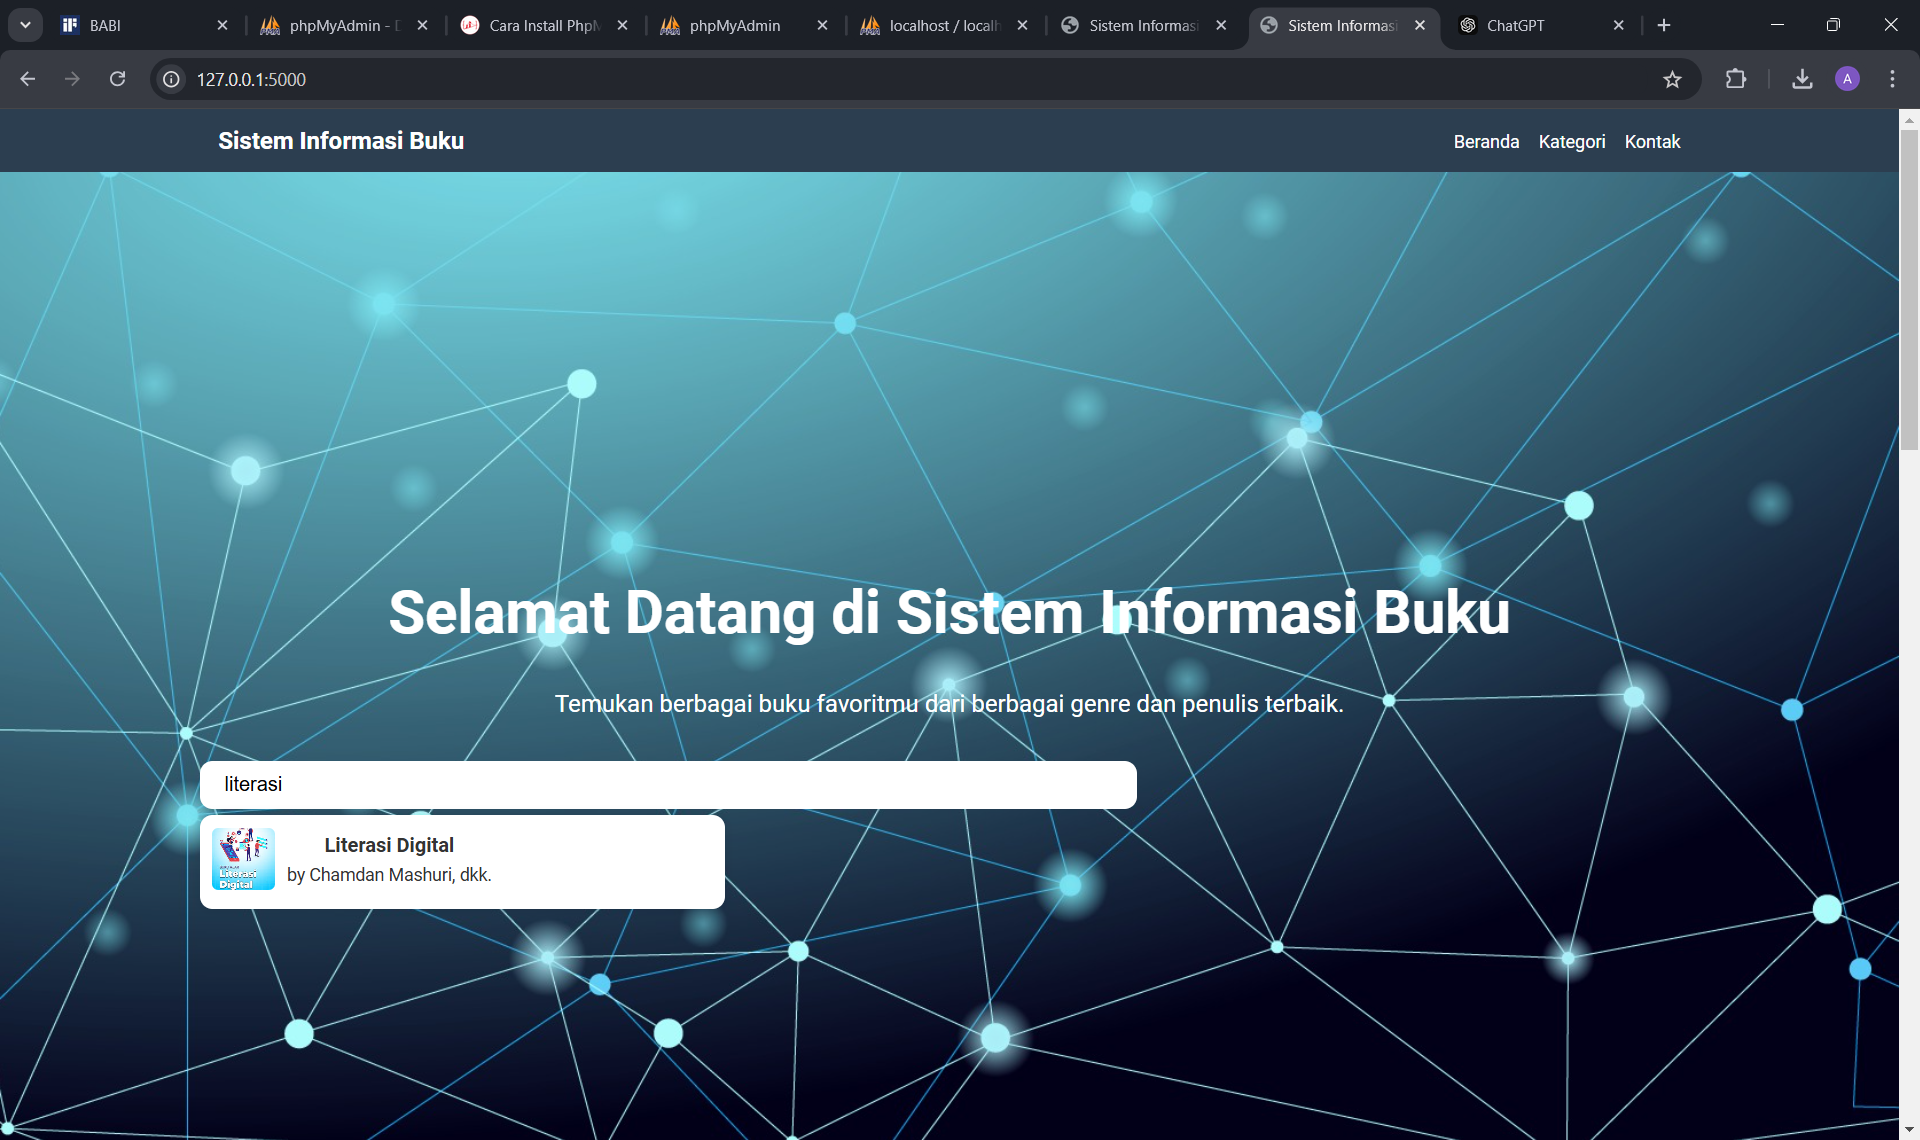 BABI
phpMyAdmin - D
Cara Install PhpM
phpMyAdmin
localhost / localh
Sistem Informasi
Sistem Informasi
ChatGPT
127.0.0.1:5000
A
Sistem Informasi Buku
Beranda Kategori Kontak
Selamat Datang di Sistem Informasi Buku
Temukan berbagai buku favoritmu dari berbagai genre dan penulis terbaik.
literasi
Literasi Digital
by Chamdan Mashuri, dkk.
Literasi
Digital